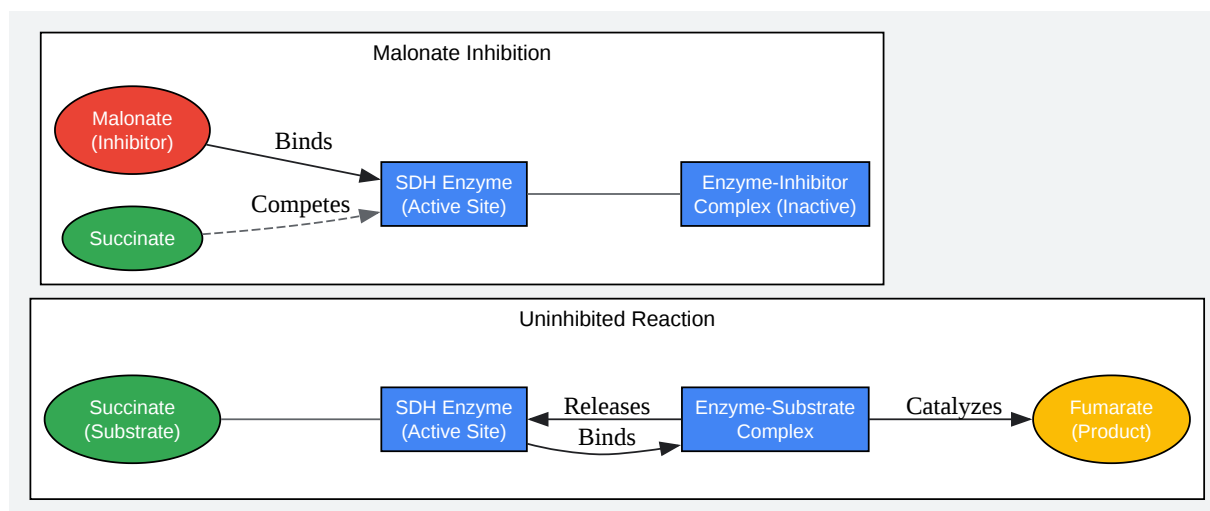 Malonate Inhibition
Malonate
(Inhibitor)
Binds
SDH Enzyme
(Active Site)
Enzyme-Inhibitor
Complex (Inactive)
Competes
Succinate
Uninhibited Reaction
Succinate
(Substrate)
SDH Enzyme
(Active Site)
Releases
Binds
Enzyme-Substrate
Complex
Catalyzes
Fumarate
(Product)